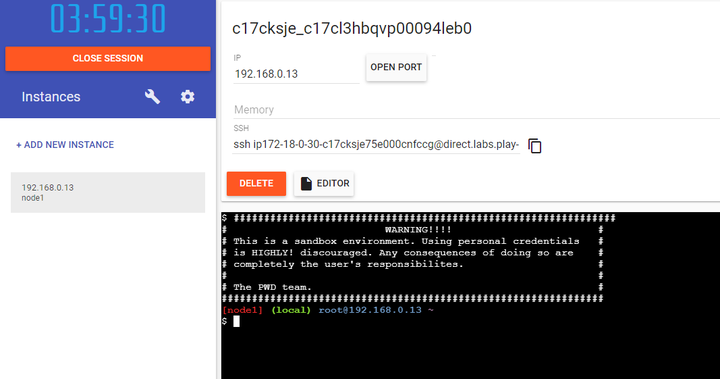 03:59:30
CLOSE SESSION
Instances
+ ADD NEW INSTANCE
192.168.0.13
node1
c17cksje_c17cl3hbqvp00094leb0
IP
192.168.0.13
OPEN PORT
Memory
SSH
ssh ip172-18-0-30-c17cksje75e000cnfccg@direct.labs.play-
DELETE
EDITOR
$ ##############################################################
# WARNING!!!! #
# This is a sandbox environment. Using personal credentials #
# is HIGHLY! discouraged. Any consequences of doing so are #
# completely the user's responsibilites. #
# #
# The PWD team. #
##############################################################
[node1] (local) root@192.168.0.13 ~
$